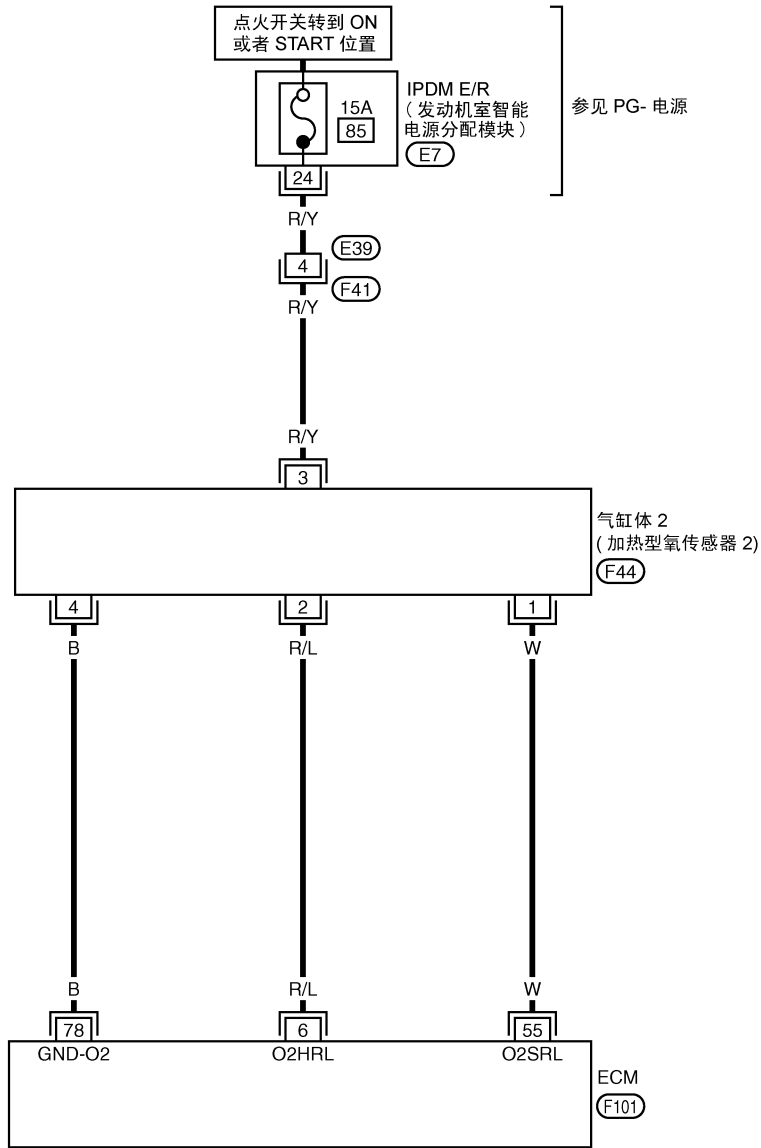 点火开关转到 ON
或者 START 位置
IPDM E/R
( 发动机室智能
电源分配模块 )
E7
15A
85
参见 PG- 电源
24
R/Y
E39
4
F41
R/Y
R/Y
3
气缸体 2
( 加热型氧传感器 2)
F44
4
2
1
B
R/L
W
B
R/L
W
78
6
55
GND-O2
O2HRL
O2SRL
ECM
F101